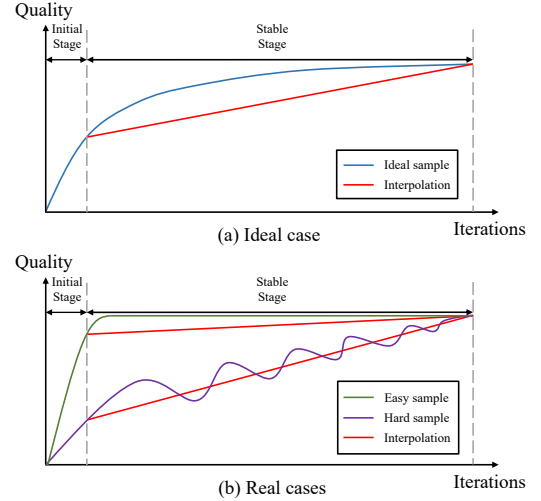 Quality
Initial
Stage
Stable
Stage
Ideal sample
Interpolation
Iterations
(a) Ideal case
Quality
Initial
Stage
Stable
Stage
Easy sample
Hard sample
Interpolation
Iterations
(b) Real cases